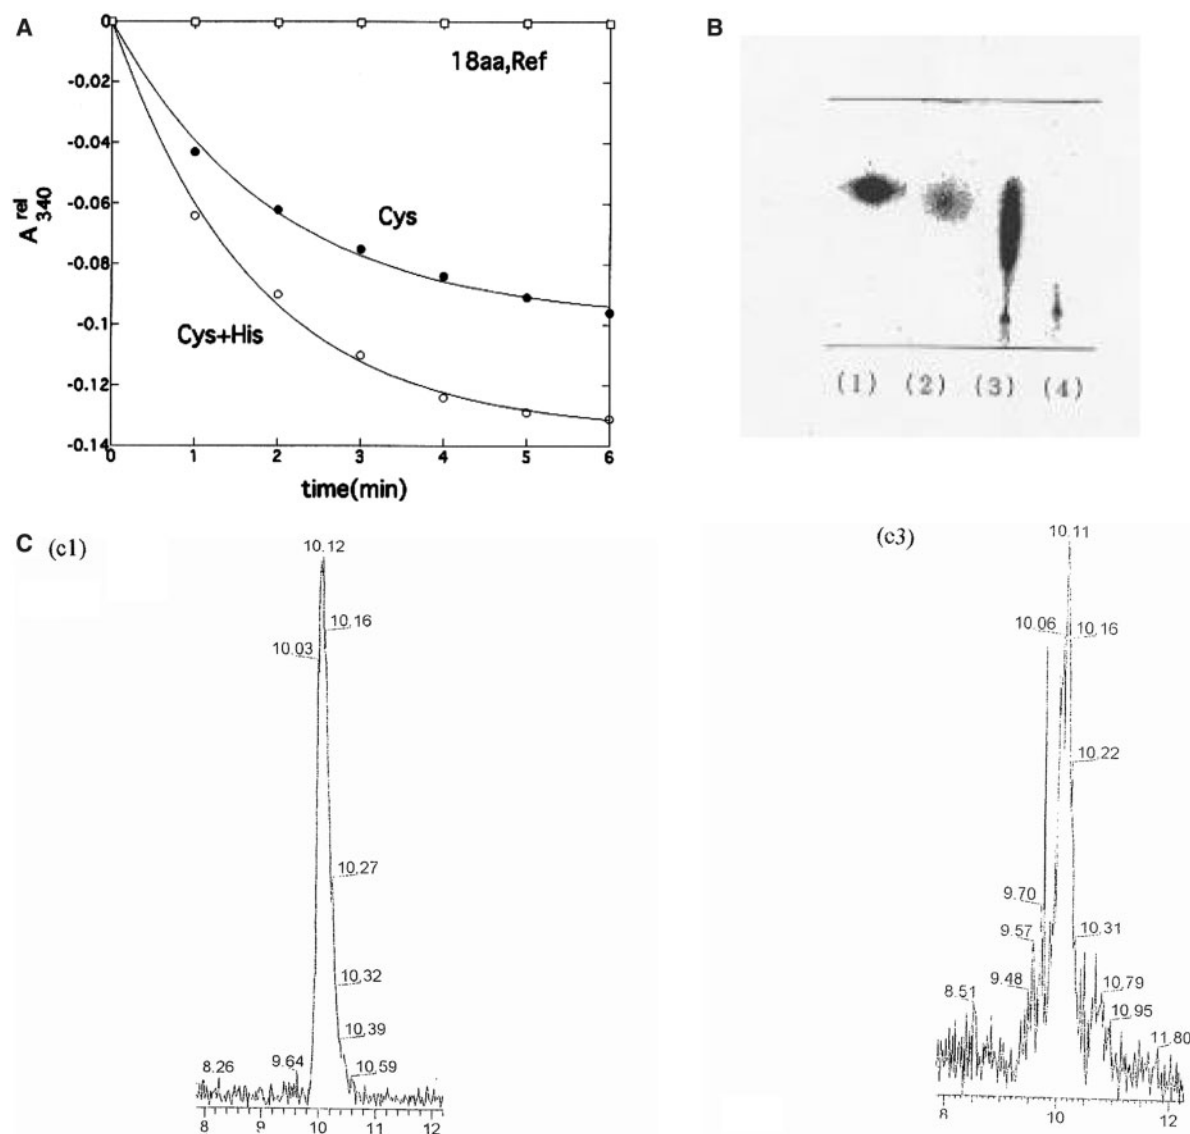 A
0
-0.02
-0.04
-0.06
-0.08
-0.1
-0.12
-0.14
A rel 340
18aa,Ref
Cys
Cys+His
0 1 2 3 4 5 6
time(min)
B
(1) (2) (3) (4)
C (c1)
10.12
10.16
10.03
10.27
10.32
10.39
10.59
9.64
8.26
8 9 10 11 12
(c3)
10.11
10.06
10.16
10.22
9.70
9.57
10.31
9.48
8.51
10.79
10.95
11.80
8 10 12